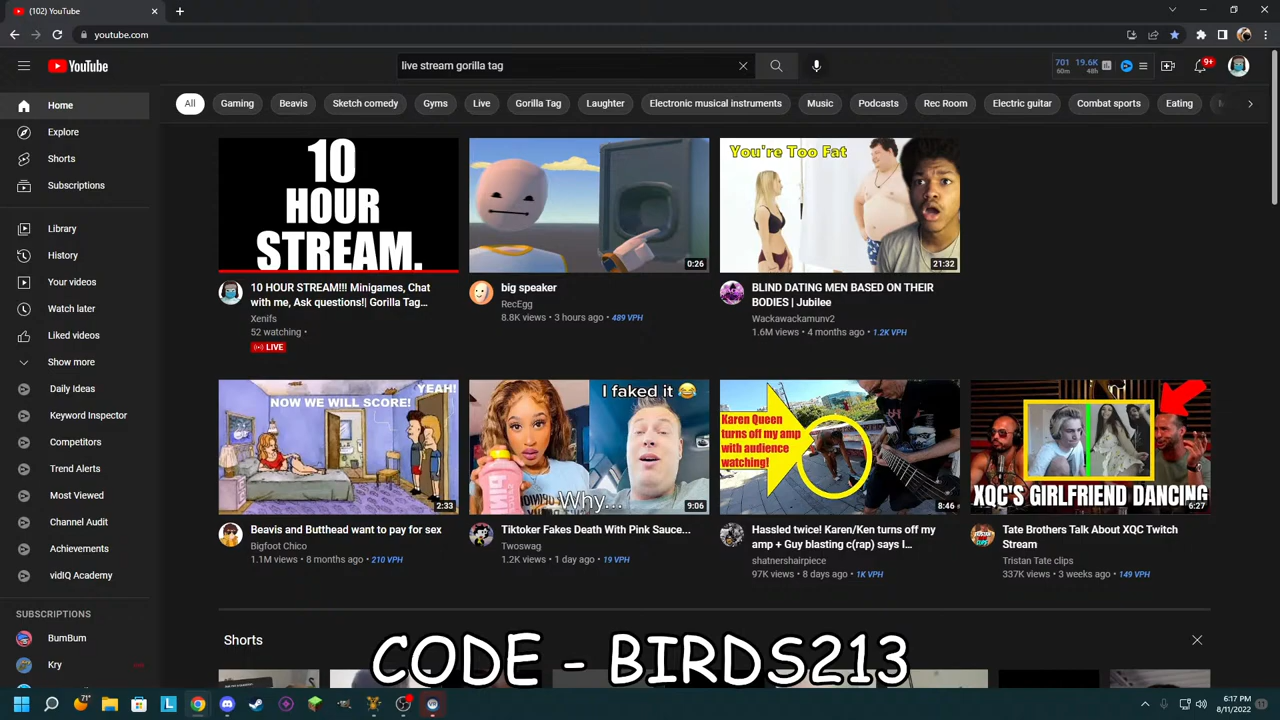 (102) YouTube
youtube.com
YouTube
live stream gorilla tag
701 19.6K
60m 48h
9+
All Gaming Beavis Sketch comedy Gyms Live Gorilla Tag Laughter Electronic musical instruments Music Podcasts Rec Room Electric guitar Combat sports Eating
Home
Explore
Shorts
Subscriptions
Library
History
Your videos
Watch later
Liked videos
Show more
Daily Ideas
Keyword Inspector
Competitors
Trend Alerts
Most Viewed
Channel Audit
Achievements
vidIQ Academy
SUBSCRIPTIONS
BumBum
Kry
10
HOUR
STREAM.
10 HOUR STREAM!!! Minigames, Chat
with me, Ask questions!| Gorilla Tag...
Xenifs
52 watching •
LIVE
0:26
big speaker
RecEgg
8.8K views • 3 hours ago • 489 VPH
You're Too Fat
21:32
BLIND DATING MEN BASED ON THEIR
BODIES | Jubilee
Wackawackamunv2
1.6M views • 4 months ago • 1.2K VPH
YEAH!
NOW WE WILL SCORE!
2:33
Beavis and Butthead want to pay for sex
Bigfoot Chico
1.1M views • 8 months ago • 210 VPH
I faked it 😂
Why...
9:06
Tiktoker Fakes Death With Pink Sauce...
Twoswag
1.2K views • 1 day ago • 19 VPH
Karen Queen
turns off my amp
with audience
watching!
8:46
Hassled twice! Karen/Ken turns off my
amp + Guy blasting c(rap) says I...
shatnershairpiece
97K views • 8 days ago • 1K VPH
XQC'S GIRLFRIEND DANCING
6:27
Tate Brothers Talk About XQC Twitch
Stream
Tristan Tate clips
337K views • 3 weeks ago • 149 VPH
Shorts
CODE - BIRDS213
71°
6:17 PM
8/11/2022